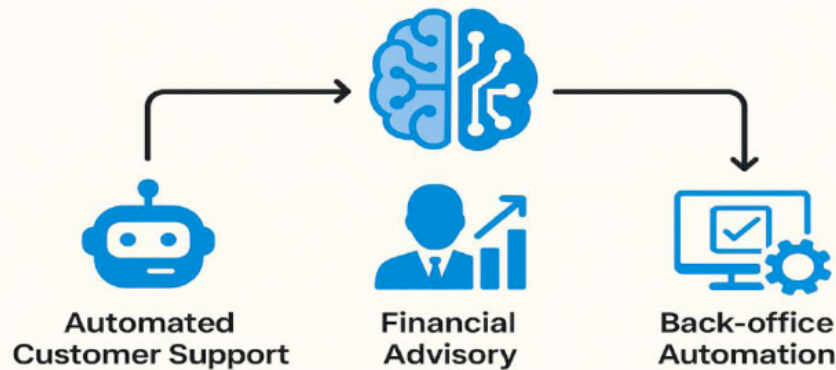 Automated
Customer Support
Financial
Advisory
Back-office
Automation